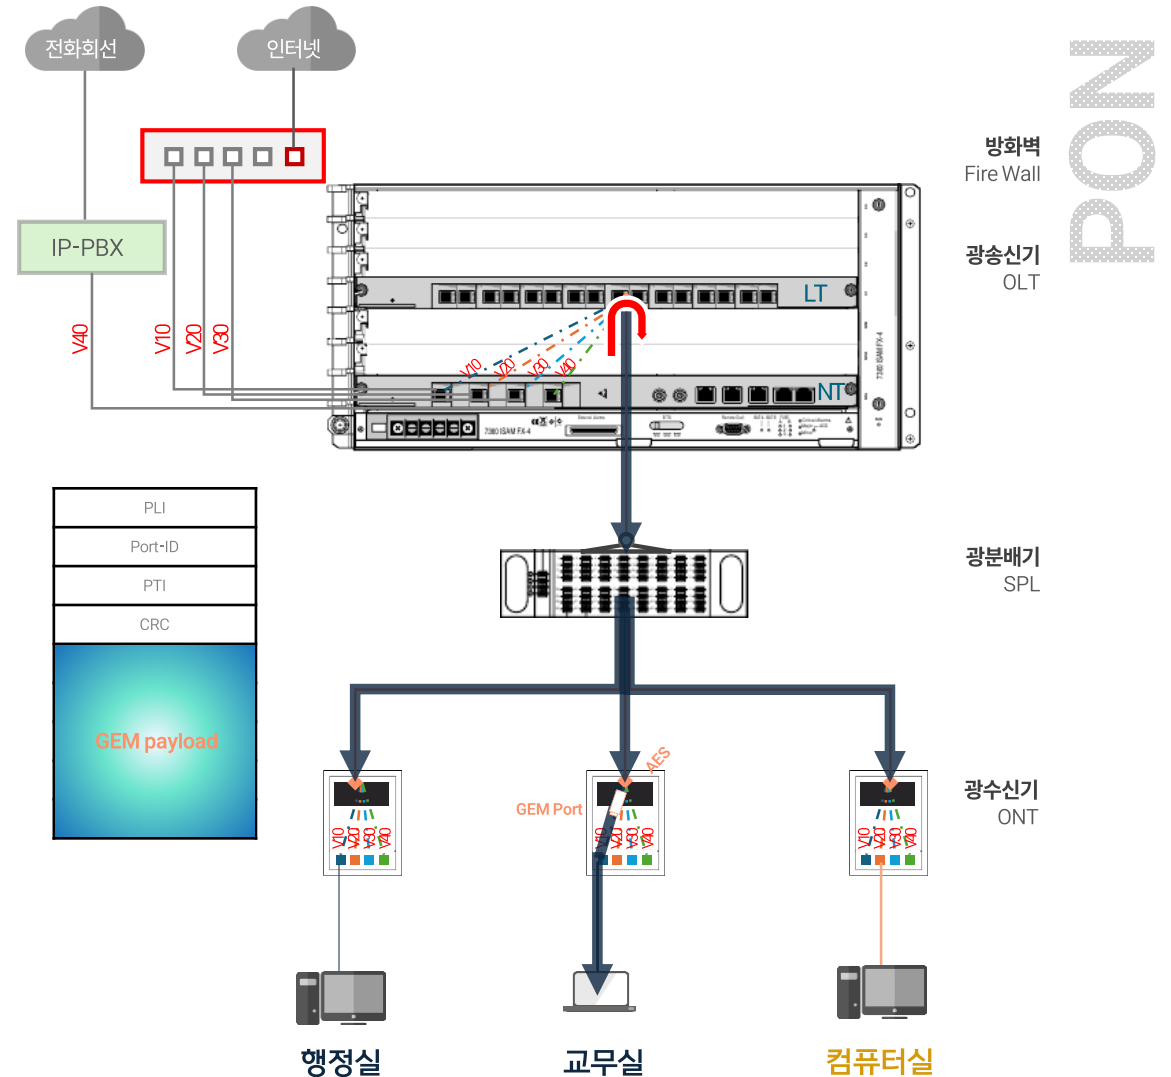 전화회선
인터넷
PON
방화벽
Fire Wall
IP-PBX
광송신기
OLT
LT
V40
V10
V20
V30
V10
V20
V30
V40
7360 ISAM FX-4
NT
7360 ISAM FX-4
PLI
Port-ID
PTI
CRC
GEM payload
광분배기
SPL
AES
GEM Port
광수신기
ONT
V10
V20
V30
V40
V10
V20
V30
V40
V10
V20
V30
V40
행정실
교무실
컴퓨터실